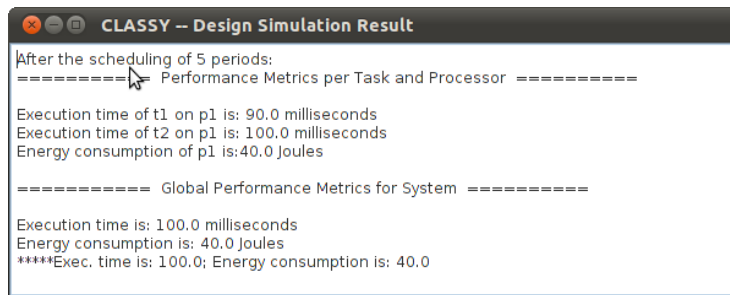 CLASSY -- Design Simulation Result
After the scheduling of 5 periods:
=========== Performance Metrics per Task and Processor ==========
Execution time of t1 on p1 is: 90.0 milliseconds
Execution time of t2 on p1 is: 100.0 milliseconds
Energy consumption of p1 is:40.0 Joules
=========== Global Performance Metrics for System ==========
Execution time is: 100.0 milliseconds
Energy consumption is: 40.0 Joules
*****Exec. time is: 100.0; Energy consumption is: 40.0